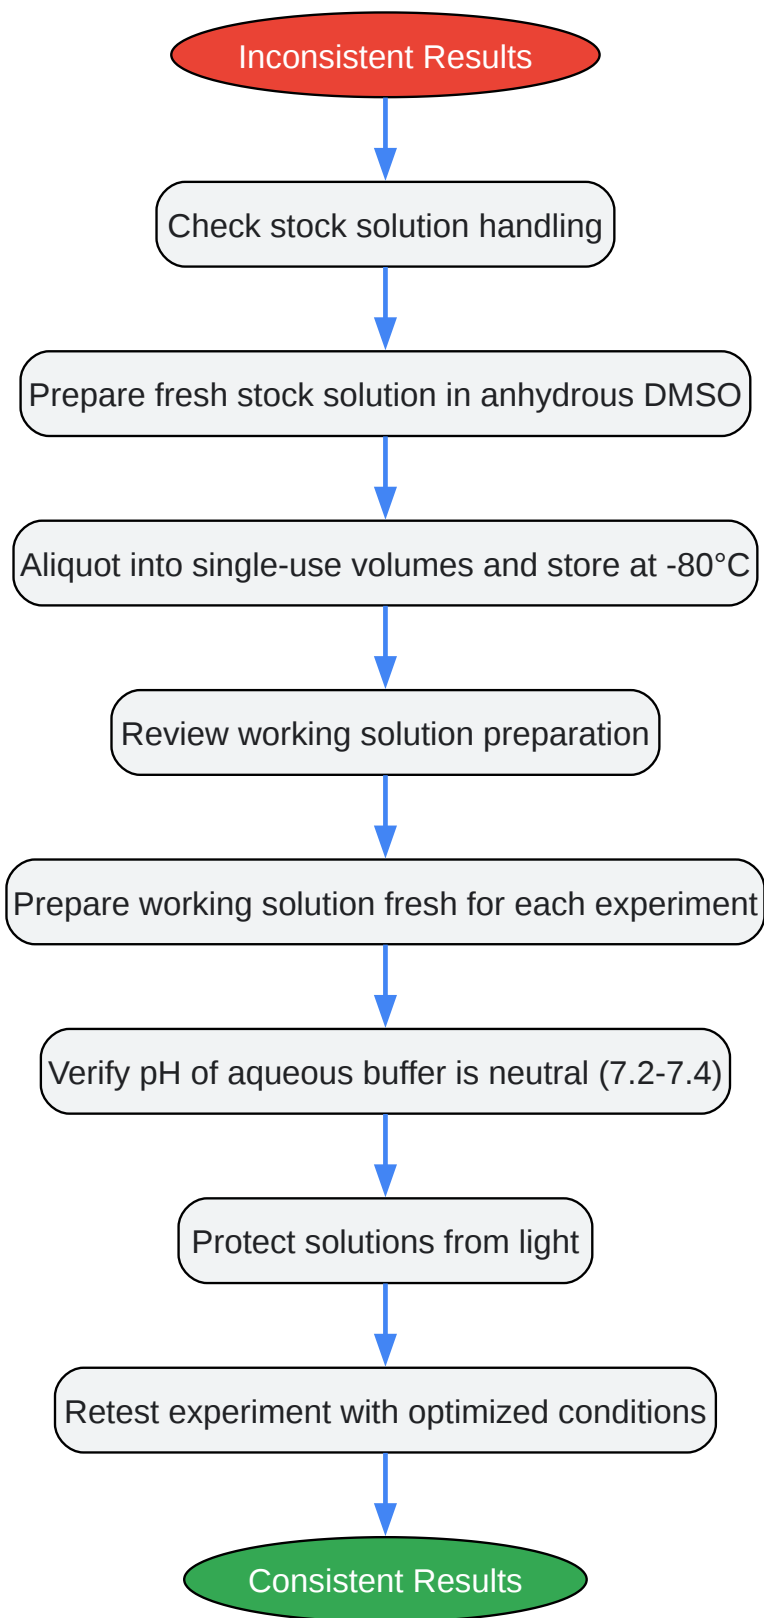 Inconsistent Results
Check stock solution handling
Prepare fresh stock solution in anhydrous DMSO
Aliquot into single-use volumes and store at -80°C
Review working solution preparation
Prepare working solution fresh for each experiment
Verify pH of aqueous buffer is neutral (7.2-7.4)
Protect solutions from light
Retest experiment with optimized conditions
Consistent Results